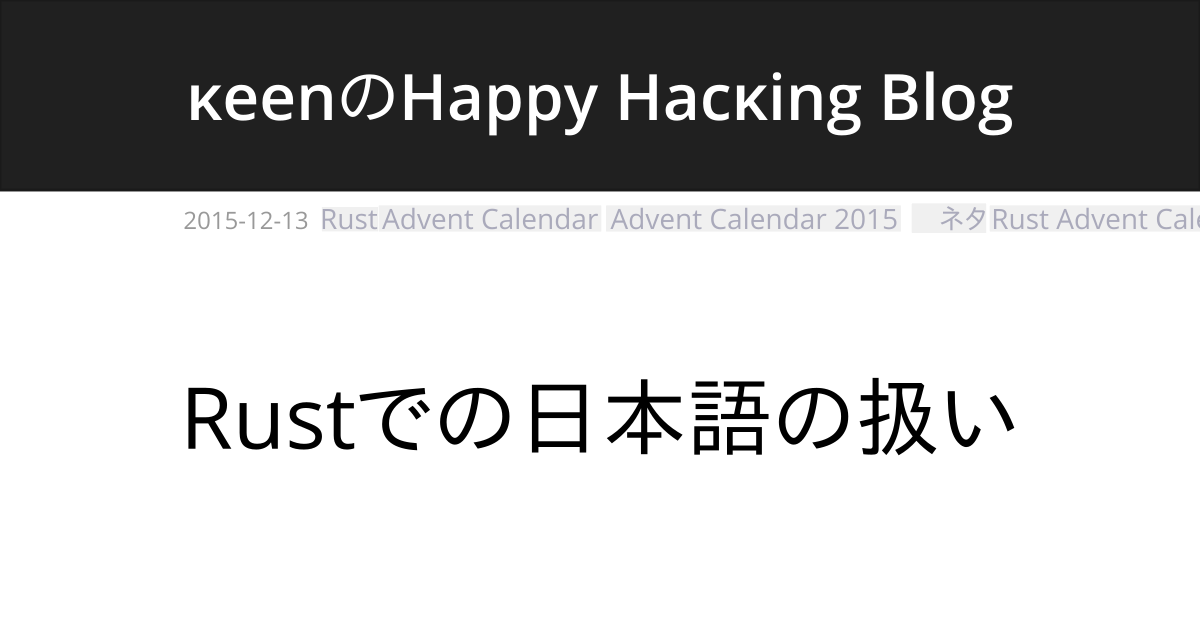 κeenのHappy Hacκing Blog
2015-12-13 Rust Advent Calendar Advent Calendar 2015 ネタ Rust Advent Cale
Rustでの日本語の扱い